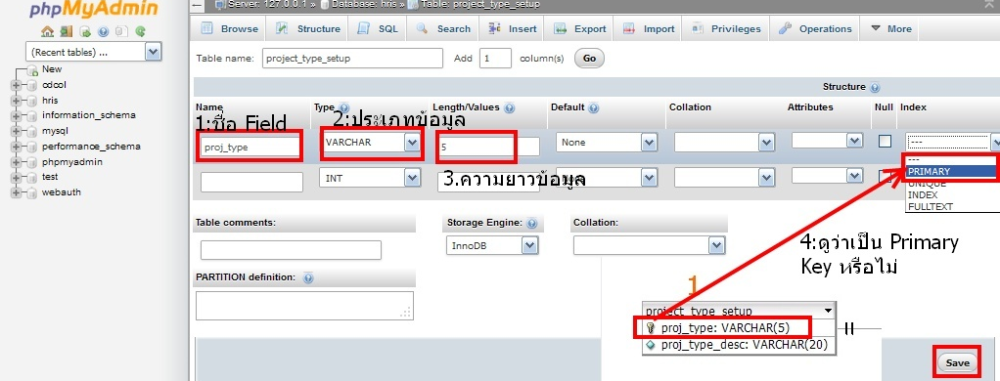 phpMyAdmin
Server: 127.0.0.1 » Database: hris » Table: project_type_setup
Browse Structure SQL Search Insert Export Import Privileges Operations More
(Recent tables) ...
New
cdcol
hris
information_schema
mysql
performance_schema
phpmyadmin
test
webauth
Table name: project_type_setup Add 1 column(s) Go
Structure
Name Type Length/Values Default Collation Attributes Null Index
1:ชื่อ Field 2:ประเภทข้อมูล
proj_type VARCHAR 5 None ---
---
PRIMARY
UNIQUE
INDEX
FULLTEXT
INT
3.ความยาวข้อมูล
Table comments: Storage Engine: Collation:
InnoDB
4:ดูว่าเป็น Primary
Key หรือไม่
PARTITION definition:
1
project_type_setup
proj_type: VARCHAR(5)
proj_type_desc: VARCHAR(20)
Save